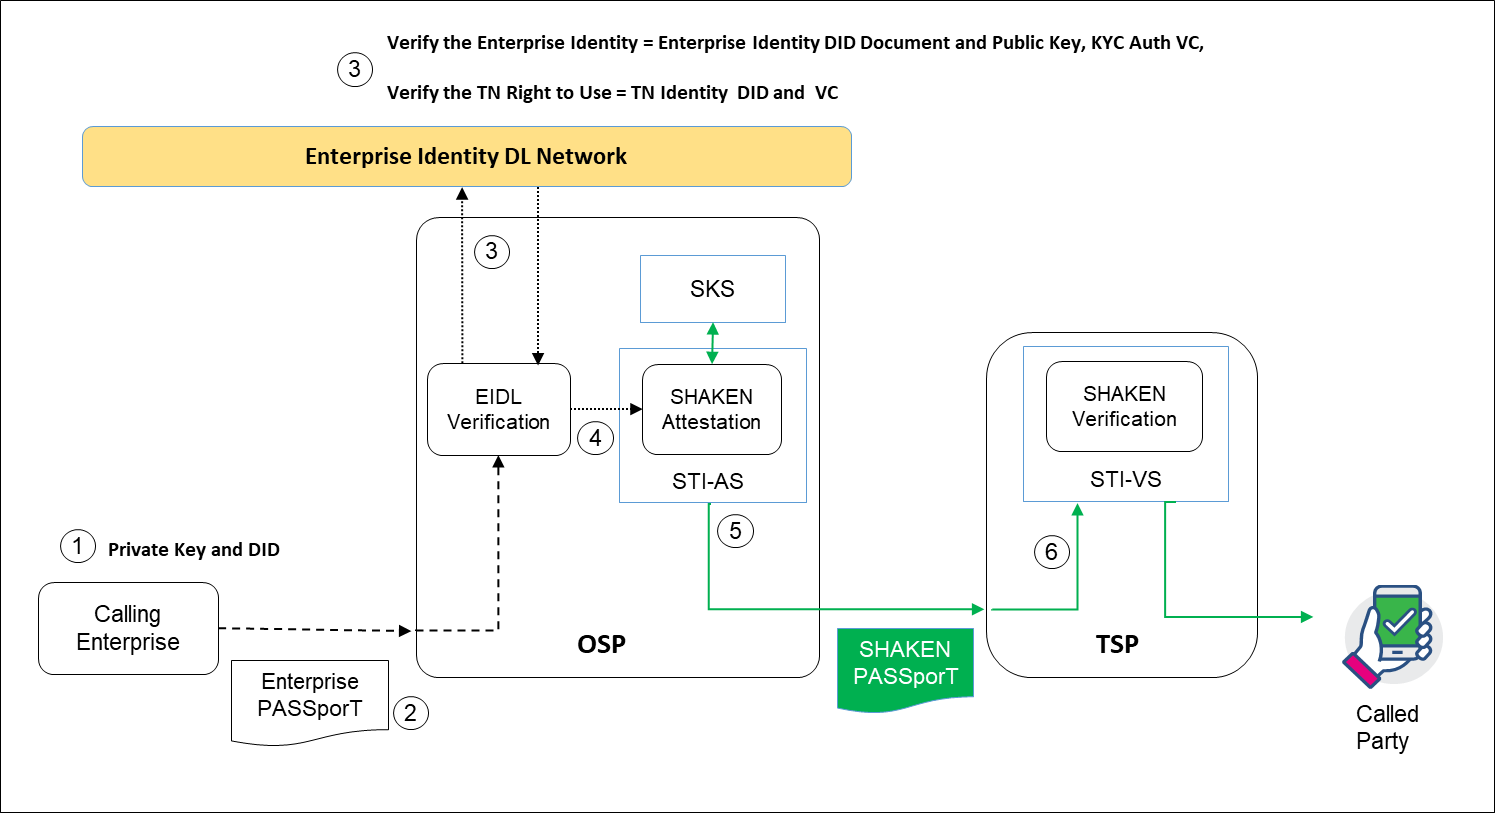 Verify the Enterprise Identity = Enterprise Identity DID Document and Public Key, KYC Auth VC,
3
Verify the TN Right to Use = TN Identity DID and VC
Enterprise Identity DL Network
3
SKS
EIDL
Verification
4
SHAKEN
Attestation
STI-AS
SHAKEN
Verification
STI-VS
5
6
1
Private Key and DID
Calling
Enterprise
OSP
TSP
Enterprise
PASSporT
2
SHAKEN
PASSporT
Called
Party